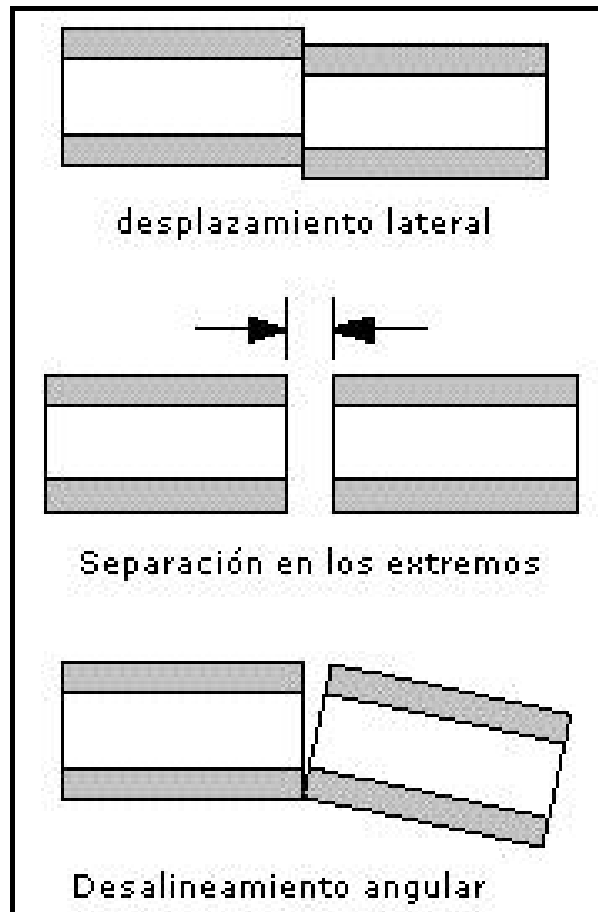 desplazamiento lateral
Separación en los extremos
Desalineamiento angular